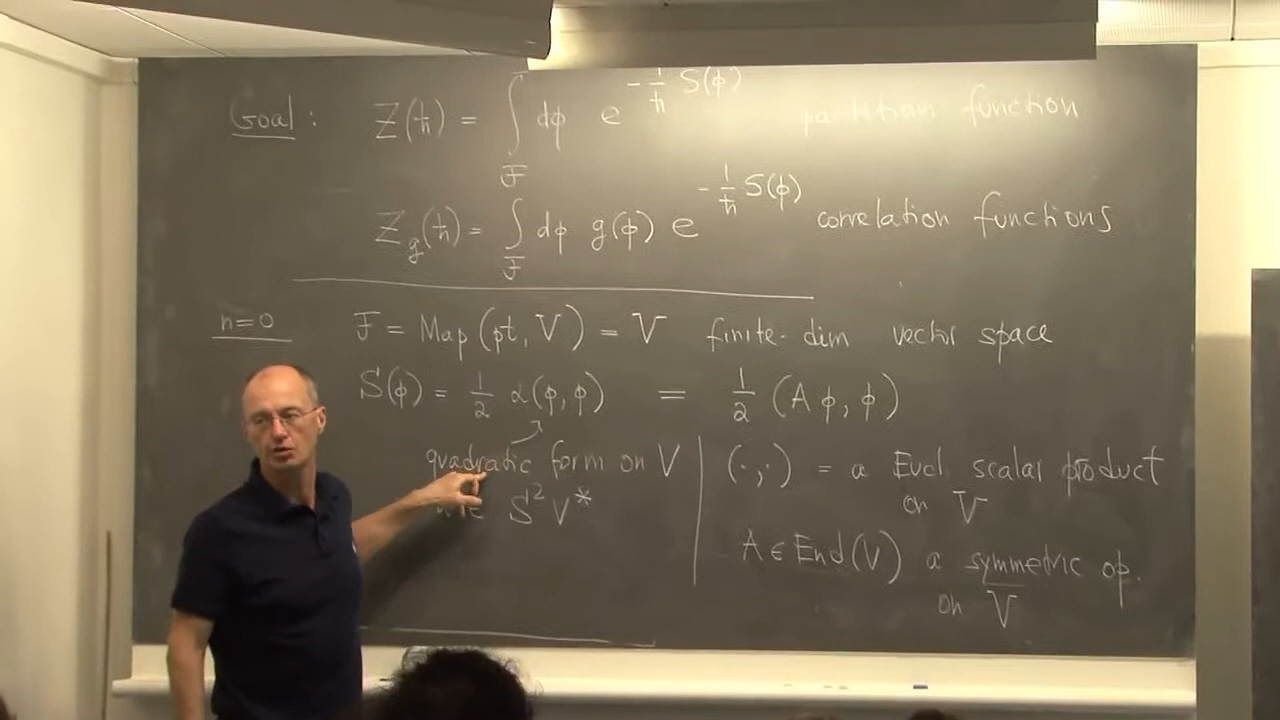 Goal : Z(ħ) = ∫_F dϕ e^{-1/ħ S(ϕ)} partition function
Z_g(ħ) = ∫_F dϕ g(ϕ) e^{-1/ħ S(ϕ)} correlation functions
n=0 F = Map (pt, V) = V finite-dim vector space
S(ϕ) = 1/2 α(ϕ, ϕ) = 1/2 (A ϕ, ϕ)
quadratic form on V
S²V*
(·,·) = a Eucl. scalar product
on V
A ∈ End(V) a symmetric op.
on V